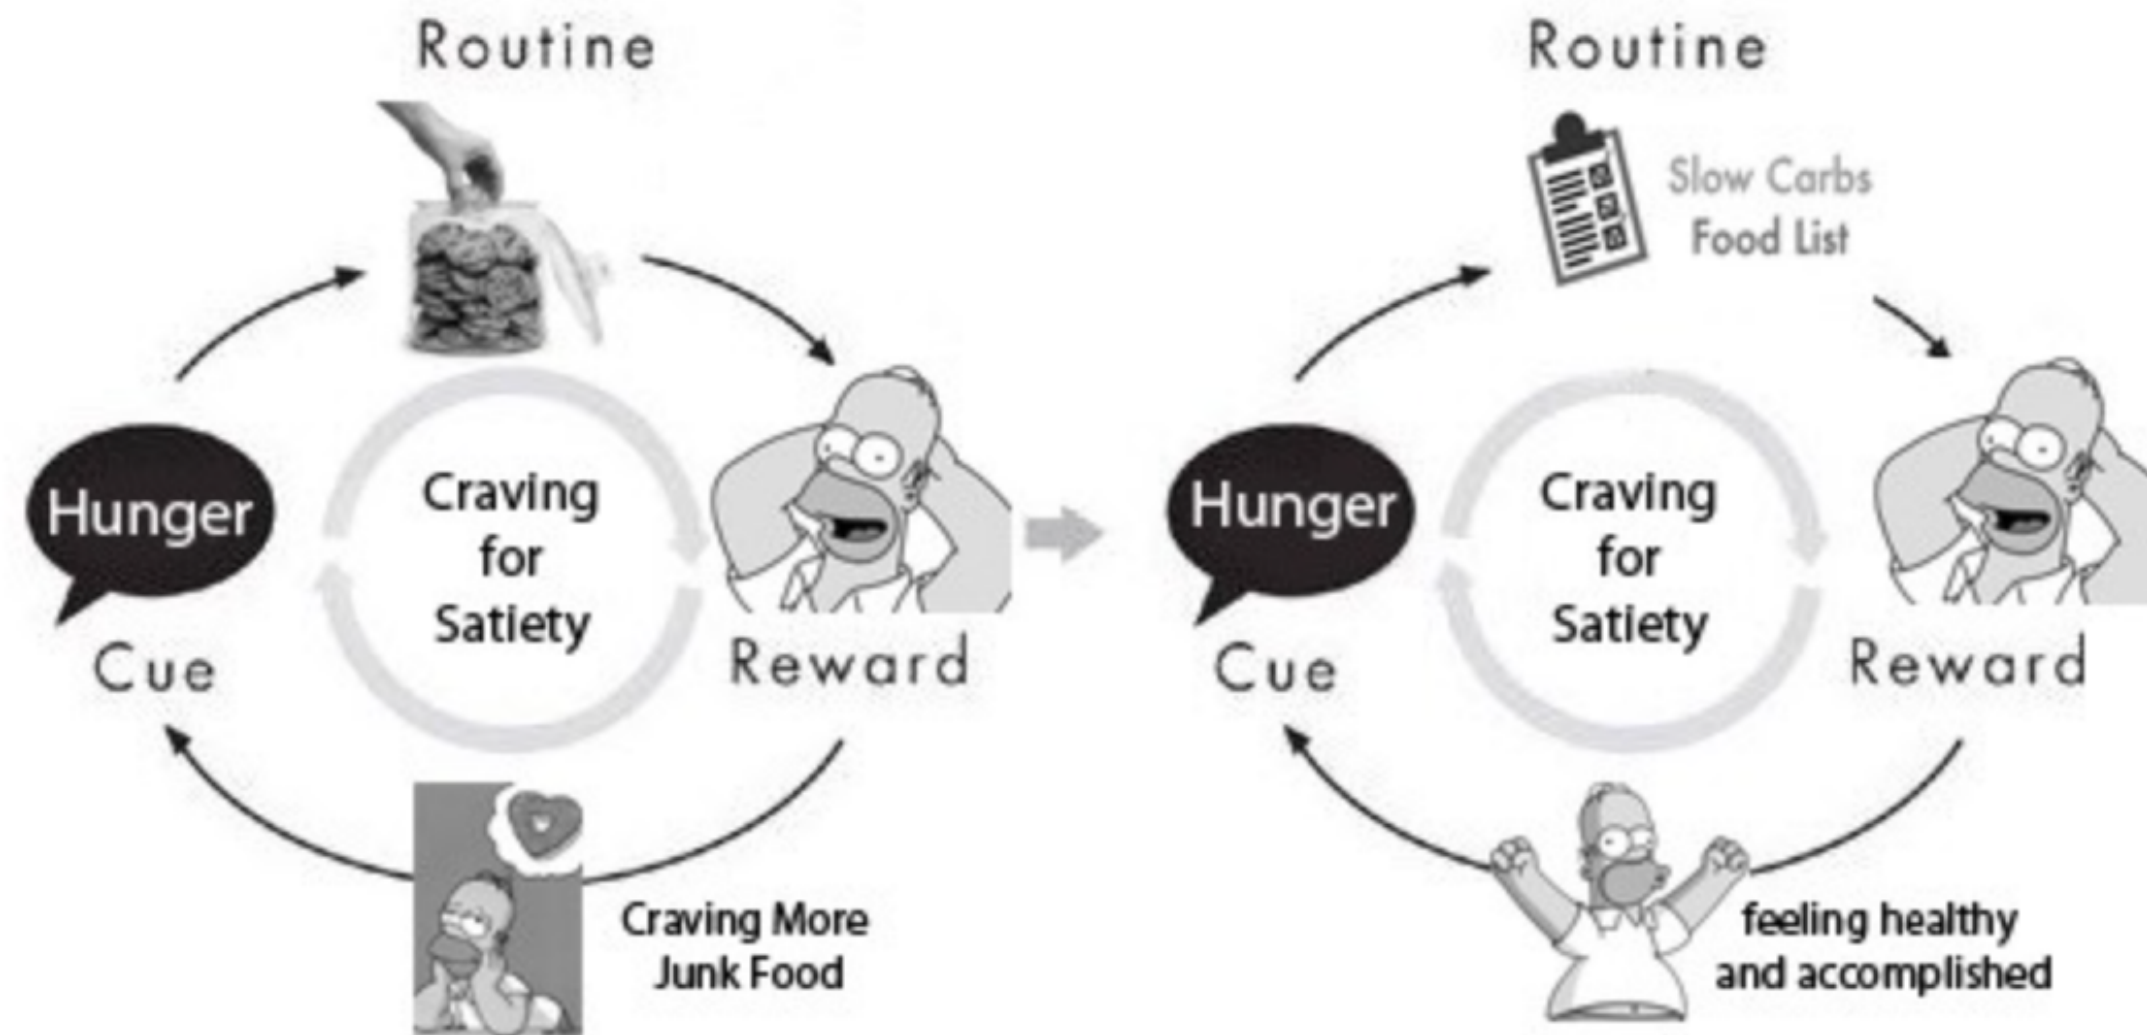 Routine
Hunger
Craving
for
Satiety
Cue
Reward
Craving More
Junk Food
Routine
Slow Carbs
Food List
Hunger
Craving
for
Satiety
Cue
Reward
feeling healthy
and accomplished